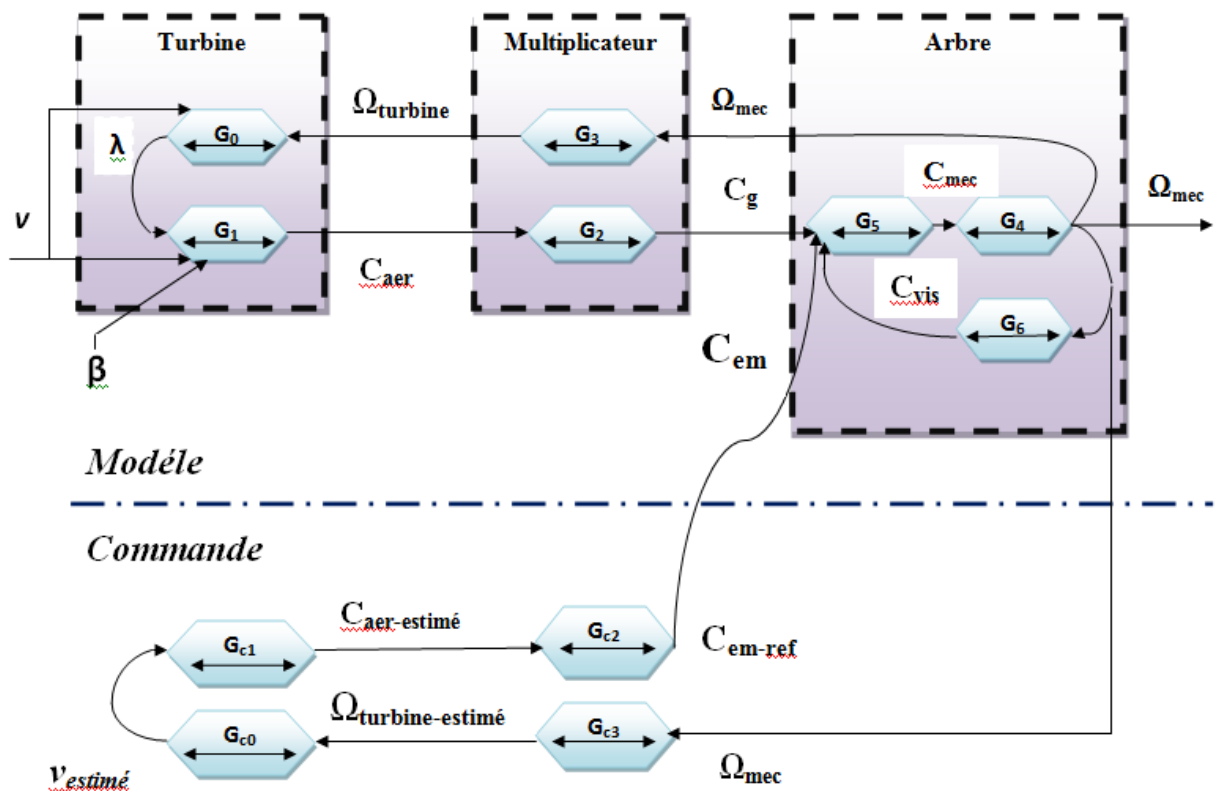 Turbine
Multiplicateur
Arbre
Ωturbine
Ωmec
G0
G3
λ
Cmec
Cg
Ωmec
v
G1
G2
G5
G4
Caer
Cvis
G6
Cem
β
Modéle
Commande
Caer-estimé
Gc1
Gc2
Cem-ref
Ωturbine-estimé
Gc0
Gc3
vestimé
Ωmec